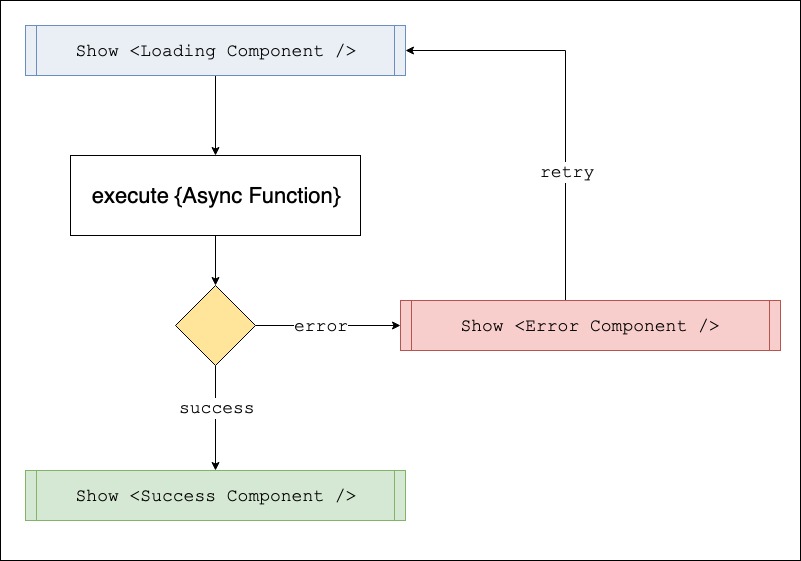 Show <Loading Component />
execute {Async Function}
retry
error
Show <Error Component />
success
Show <Success Component />